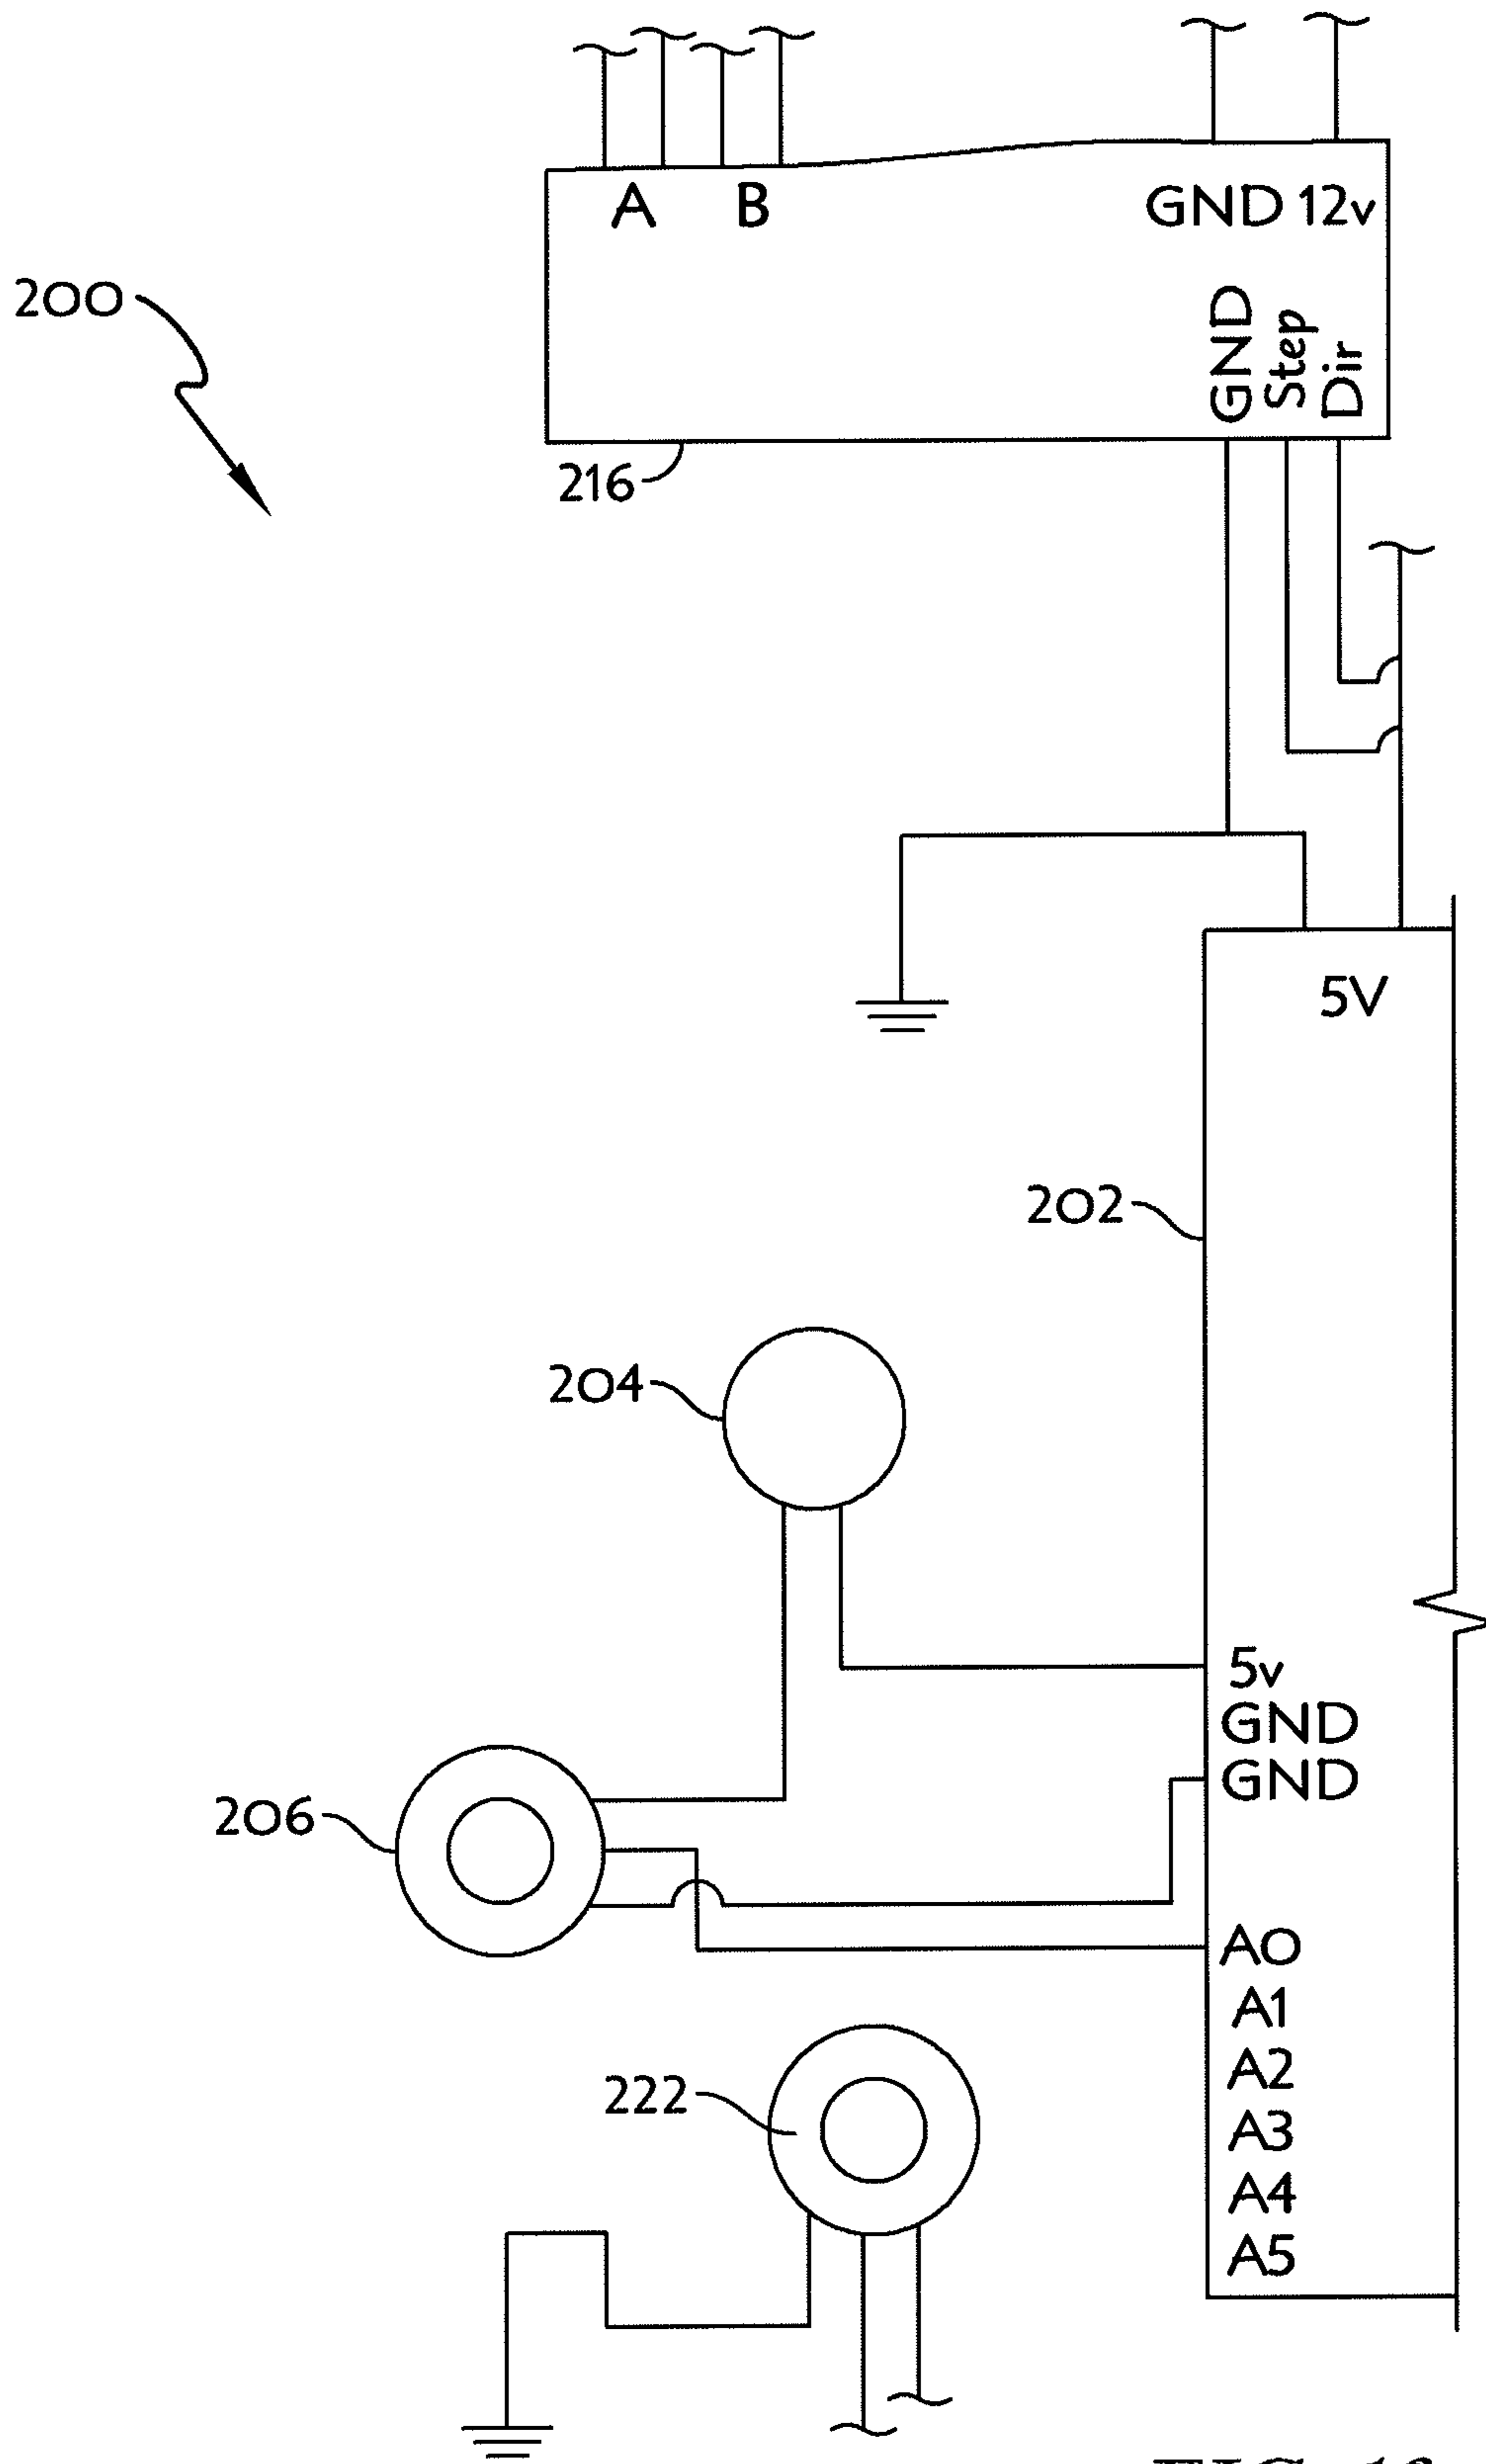 A B GND 12v
200
GND
Step
Dir
216
5V
202
204
5v
GND
206
GND
A0
A1
222
A2
A3
A4
A5